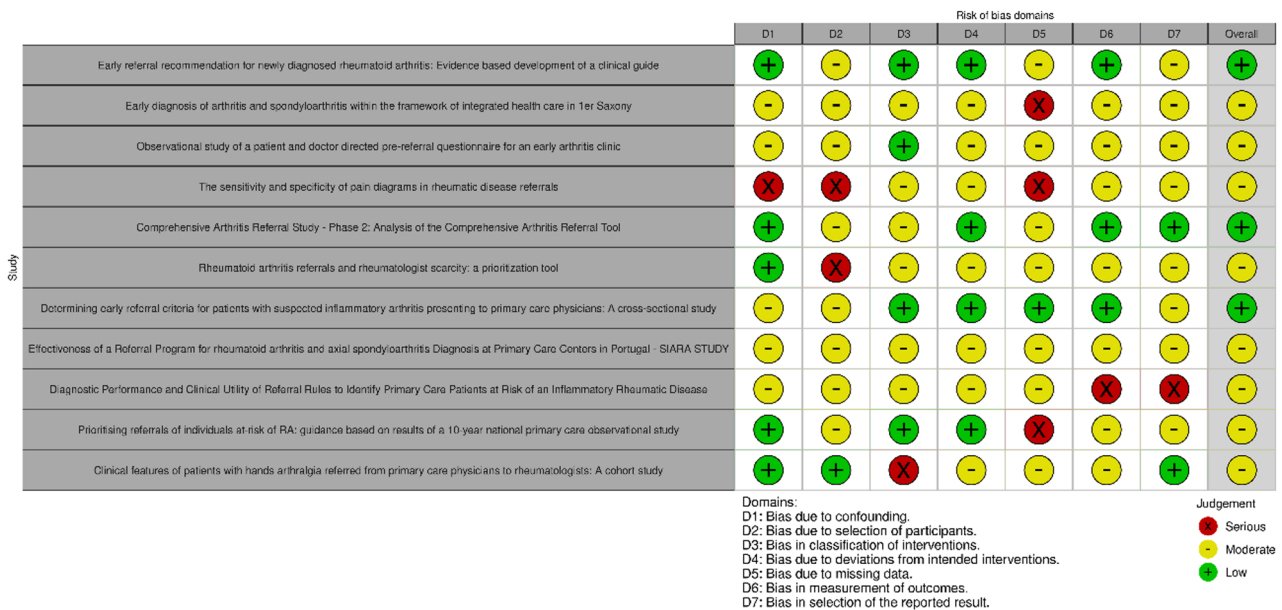 Risk of bias domains
D1 D2 D3 D4 D5 D6 D7 Overall
Study
Early referral recommendation for newly diagnosed rheumatoid arthritis: Evidence based development of a clinical guide + - + + - + - +
Early diagnosis of arthritis and spondyloarthritis within the framework of integrated health care in 1er Saxony - - - - X - - -
Observational study of a patient and doctor directed pre-referral questionnaire for an early arthritis clinic - - + - - - - -
The sensitivity and specificity of pain diagrams in rheumatic disease referrals X X - - X - - -
Comprehensive Arthritis Referral Study - Phase 2: Analysis of the Comprehensive Arthritis Referral Tool + - - + - + + +
Rheumatoid arthritis referrals and rheumatologist scarcity: a prioritization tool + X - - - - - -
Determining early referral criteria for patients with suspected inflammatory arthritis presenting to primary care physicians: A cross-sectional study - - + + + + - +
Effectiveness of a Referral Program for rheumatoid arthritis and axial spondyloarthritis Diagnosis at Primary Care Centers in Portugal - SIARA STUDY - - - - - - - -
Diagnostic Performance and Clinical Utility of Referral Rules to Identify Primary Care Patients at Risk of an Inflammatory Rheumatic Disease - - - - - X X -
Prioritising referrals of individuals at-risk of RA: guidance based on results of a 10-year national primary care observational study + - + + X - - -
Clinical features of patients with hands arthralgia referred from primary care physicians to rheumatologists: A cohort study + + X - - - + -
Domains:
D1: Bias due to confounding.
D2: Bias due to selection of participants.
D3: Bias in classification of interventions.
D4: Bias due to deviations from intended interventions.
D5: Bias due to missing data.
D6: Bias in measurement of outcomes.
D7: Bias in selection of the reported result.
Judgement
X Serious
- Moderate
+ Low